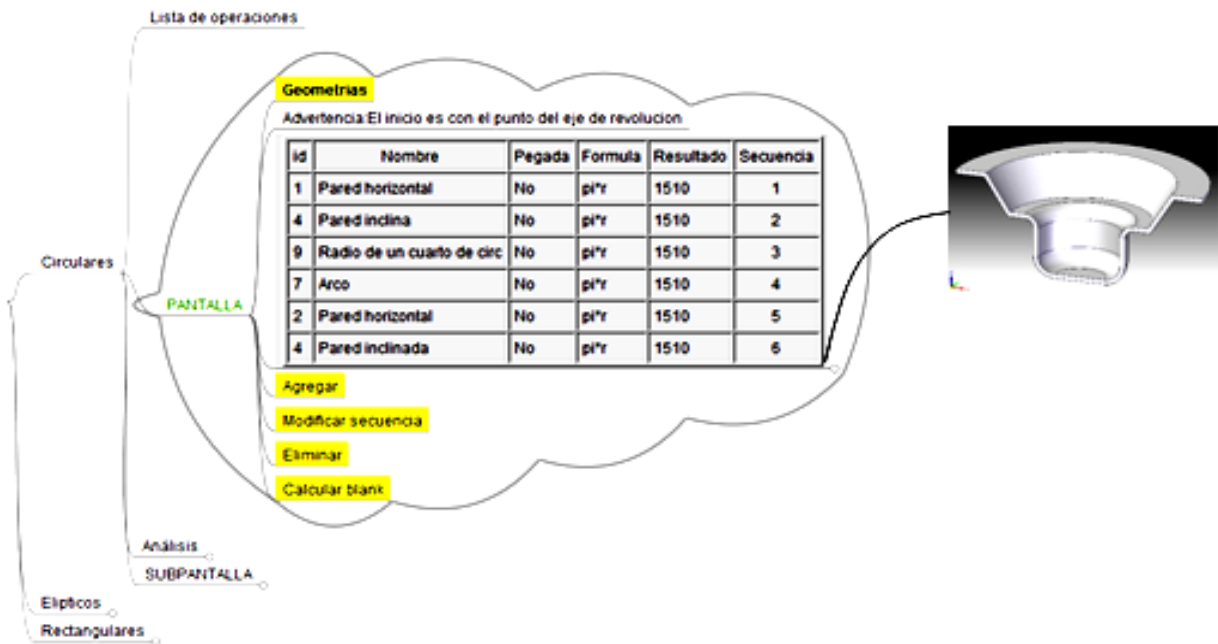 Lista de operaciones
Geometrias
Advertencia:El inicio es con el punto del eje de revolucion
id Nombre Pegada Formula Resultado Secuencia
1 Pared horizontal No pi*r 1510 1
4 Pared inclina No pi*r 1510 2
9 Radio de un cuarto de circ No pi*r 1510 3
7 Arco No pi*r 1510 4
2 Pared horizontal No pi*r 1510 5
4 Pared inclinada No pi*r 1510 6
Circulares
PANTALLA
Agregar
Modificar secuencia
Eliminar
Calcular blank
Análisis
SUBPANTALLA
Elipticos
Rectangulares